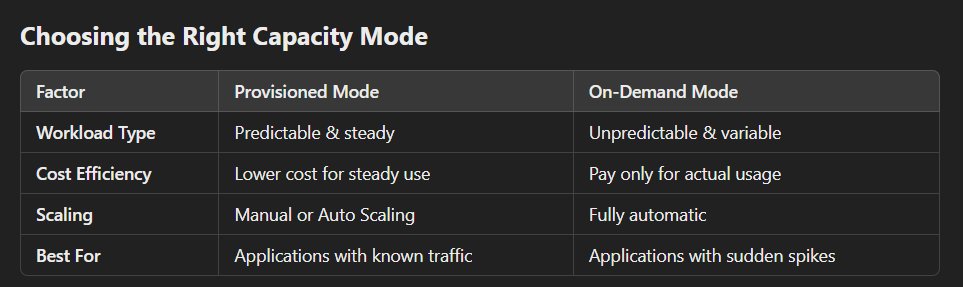 Choosing the Right Capacity Mode
Factor Provisioned Mode On-Demand Mode
Workload Type Predictable & steady Unpredictable & variable
Cost Efficiency Lower cost for steady use Pay only for actual usage
Scaling Manual or Auto Scaling Fully automatic
Best For Applications with known traffic Applications with sudden spikes